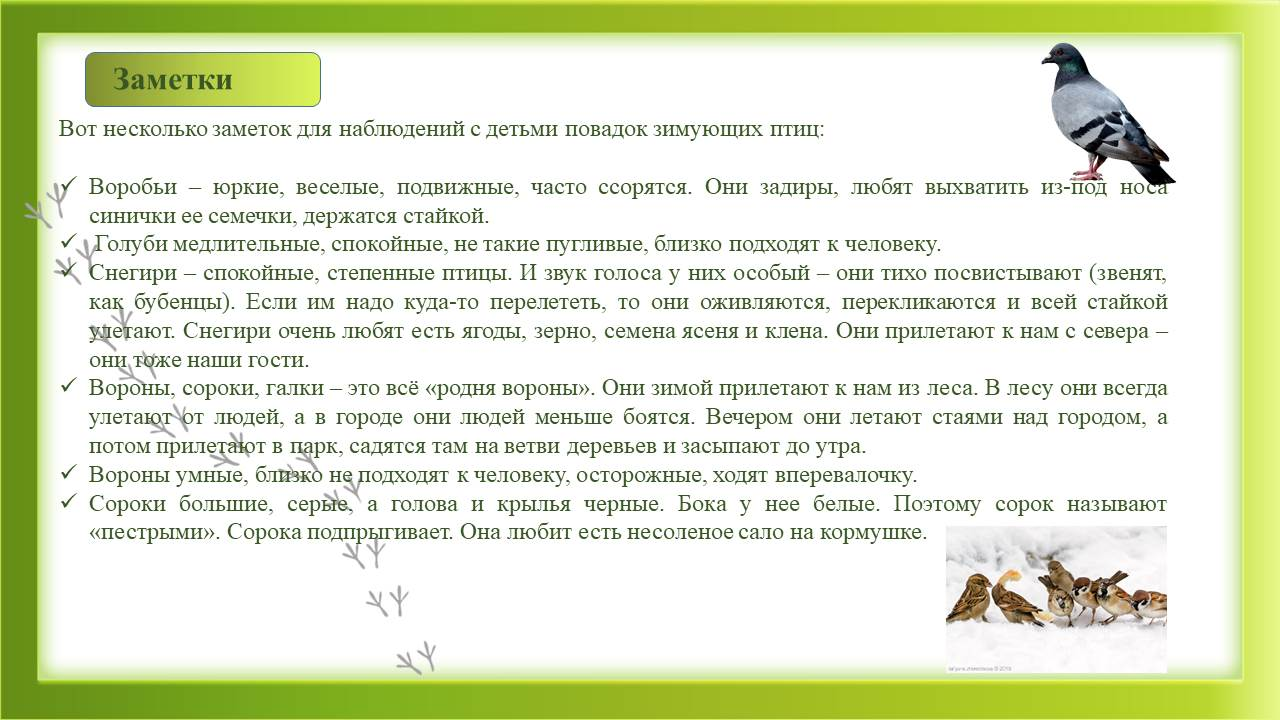 Заметки
Вот несколько заметок для наблюдений с детьми повадок зимующих птиц:
Воробьи – юркие, веселые, подвижные, часто ссорятся. Они задиры, любят выхватить из-под носа
синички ее семечки, держатся стайкой.
Голуби медлительные, спокойные, не такие пугливые, близко подходят к человеку.
Снегири – спокойные, степенные птицы. И звук голоса у них особый – они тихо посвистывают (звенят,
как бубенцы). Если им надо куда-то перелететь, то они оживляются, перекликаются и всей стайкой
улетают. Снегири очень любят есть ягоды, зерно, семена ясеня и клена. Они прилетают к нам с севера –
они тоже наши гости.
Вороны, сороки, галки – это всё «родня вороны». Они зимой прилетают к нам из леса. В лесу они всегда
улетают от людей, а в городе они людей меньше боятся. Вечером они летают стаями над городом, а
потом прилетают в парк, садятся там на ветви деревьев и засыпают до утра.
Вороны умные, близко не подходят к человеку, осторожные, ходят вперевалочку.
Сороки большие, серые, а голова и крылья черные. Бока у нее белые. Поэтому сорок называют
«пестрыми». Сорока подпрыгивает. Она любит есть несоленое сало на кормушке.